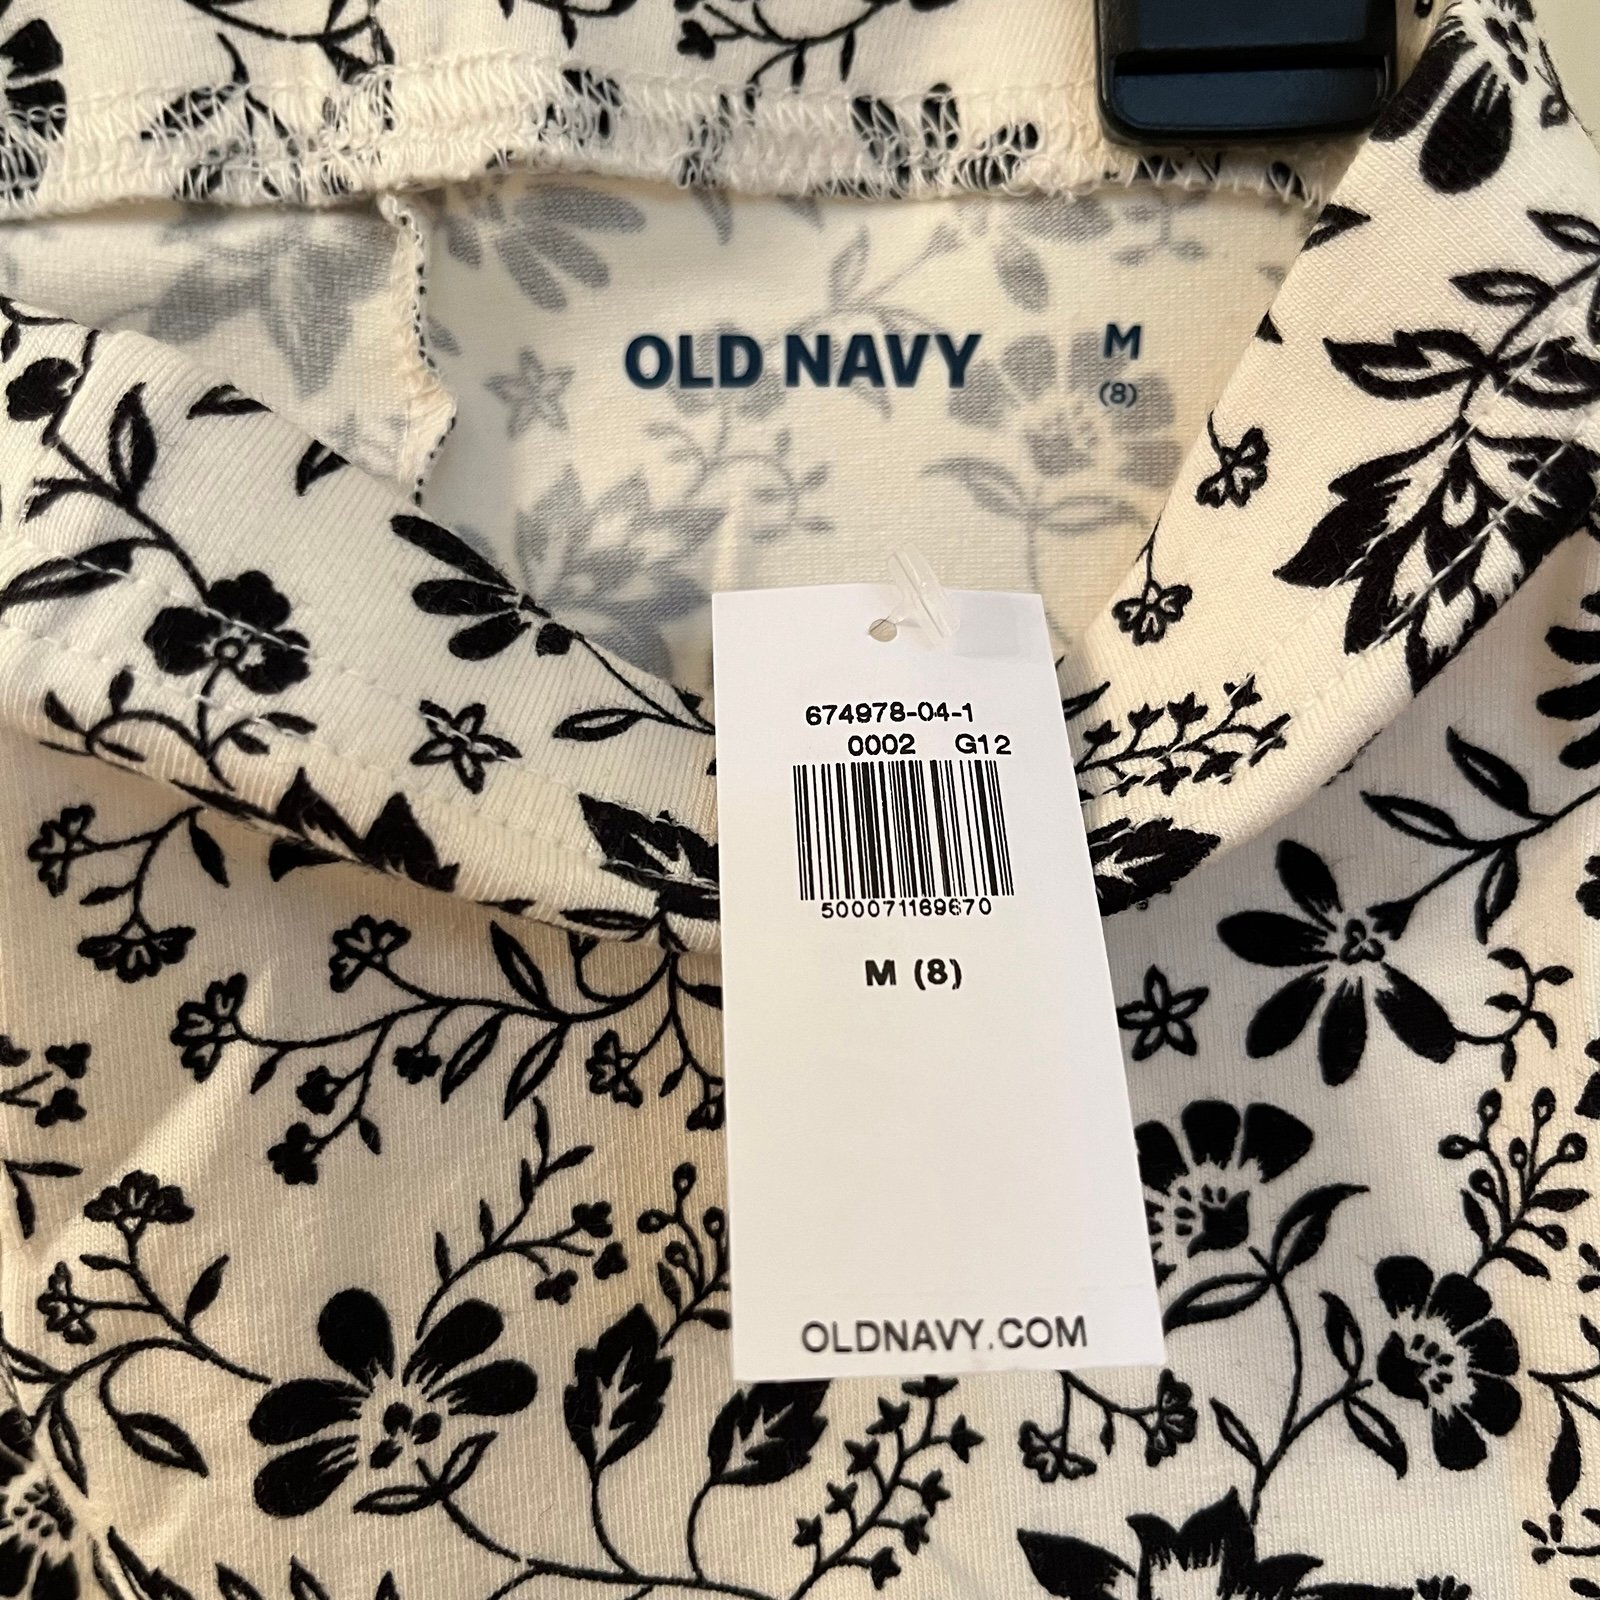 OLD NAVY M
(8)
674978-04-1
0002 G12
500071169670
M (8)
OLDNAVY.COM